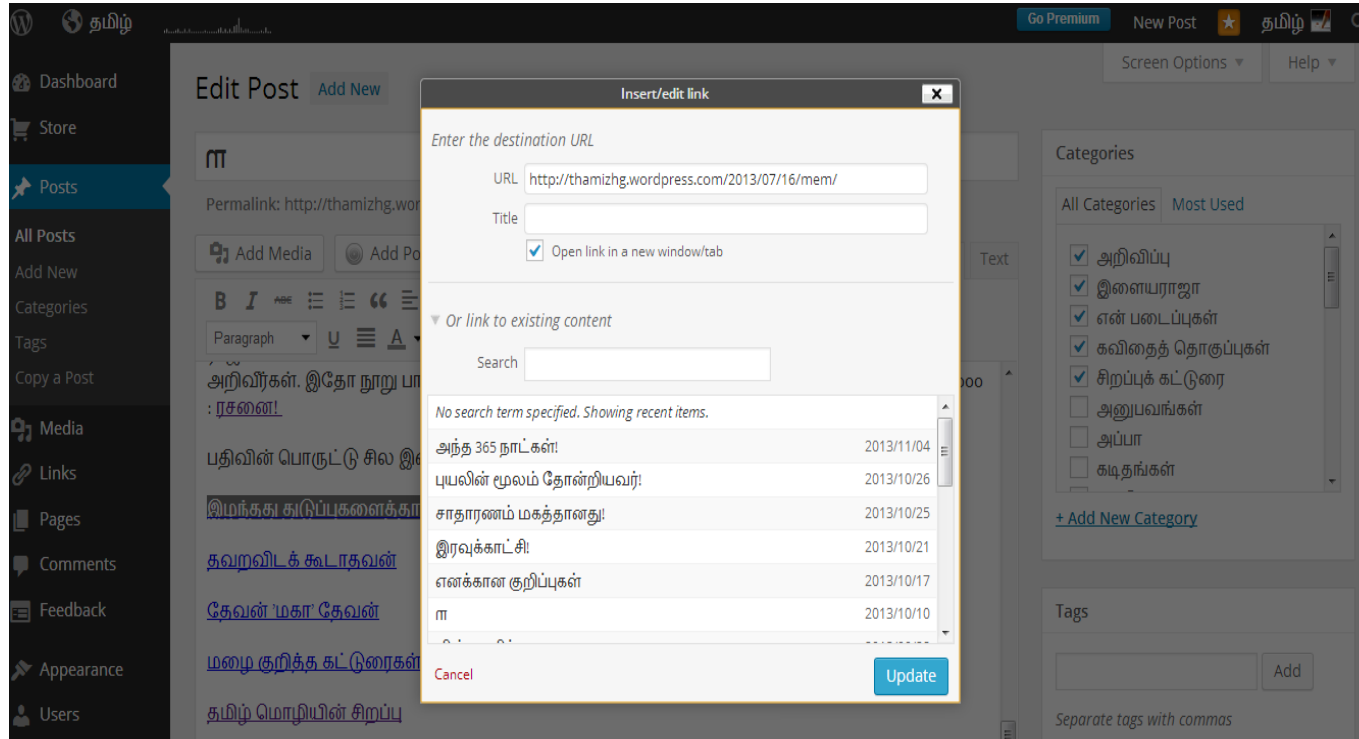 தமிழ்
Go Premium
New Post
தமிழ்
Screen Options
Help
Dashboard
Store
Posts
All Posts
Add New
Categories
Tags
Copy a Post
Media
Links
Pages
Comments
Feedback
Appearance
Users
Edit Post Add New
ா
Permalink: http://thamizhg.wor
Add Media
Text
B I ABC
Paragraph U A
அறிவீர்கள். இதோ நூறு
: ரசனை!
பதிவின் பொருட்டு சில
தவறவிடக் கூடாதவன்
தேவன் 'மகா' தேவன்
மழை குறித்த கட்டுரைகள்
தமிழ் மொழியின் சிறப்பு
Insert/edit link X
Enter the destination URL
URL http://thamizhg.wordpress.com/2013/07/16/mem/
Title
Open link in a new window/tab
Or link to existing content
Search
No search term specified. Showing recent items.
அந்த 365 நாட்கள்! 2013/11/04
புயலின் மூலம் தோன்றியவர்! 2013/10/26
சாதாரணம் மகத்தானது! 2013/10/25
இரவுக்காட்சி! 2013/10/21
எனக்கான குறிப்புகள் 2013/10/17
ா 2013/10/10
Cancel
Update
Categories
All Categories Most Used
அறிவிப்பு
இளையராஜா
என் படைப்புகள்
கவிதைத் தொகுப்புகள்
சிறப்புக் கட்டுரை
அனுபவங்கள்
அப்பா
கடிதங்கள்
+ Add New Category
Tags
Add
Separate tags with commas